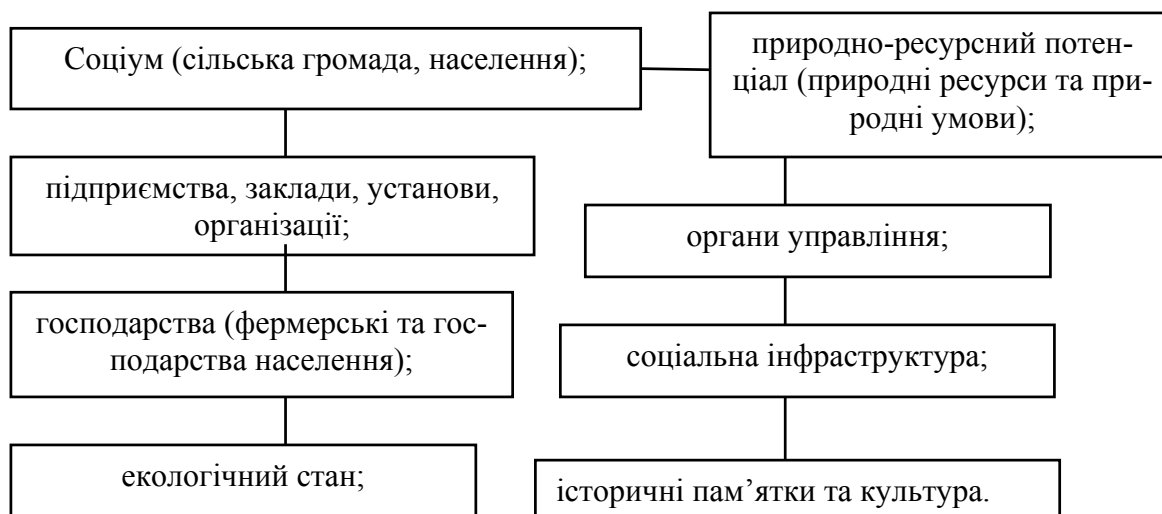 Соціум (сільська громада, населення);
природно-ресурсний потен-
ціал (природні ресурси та при-
родні умови);
підприємства, заклади, установи,
організації;
органи управління;
господарства (фермерські та гос-
подарства населення);
соціальна інфраструктура;
екологічний стан;
історичні пам’ятки та культура.